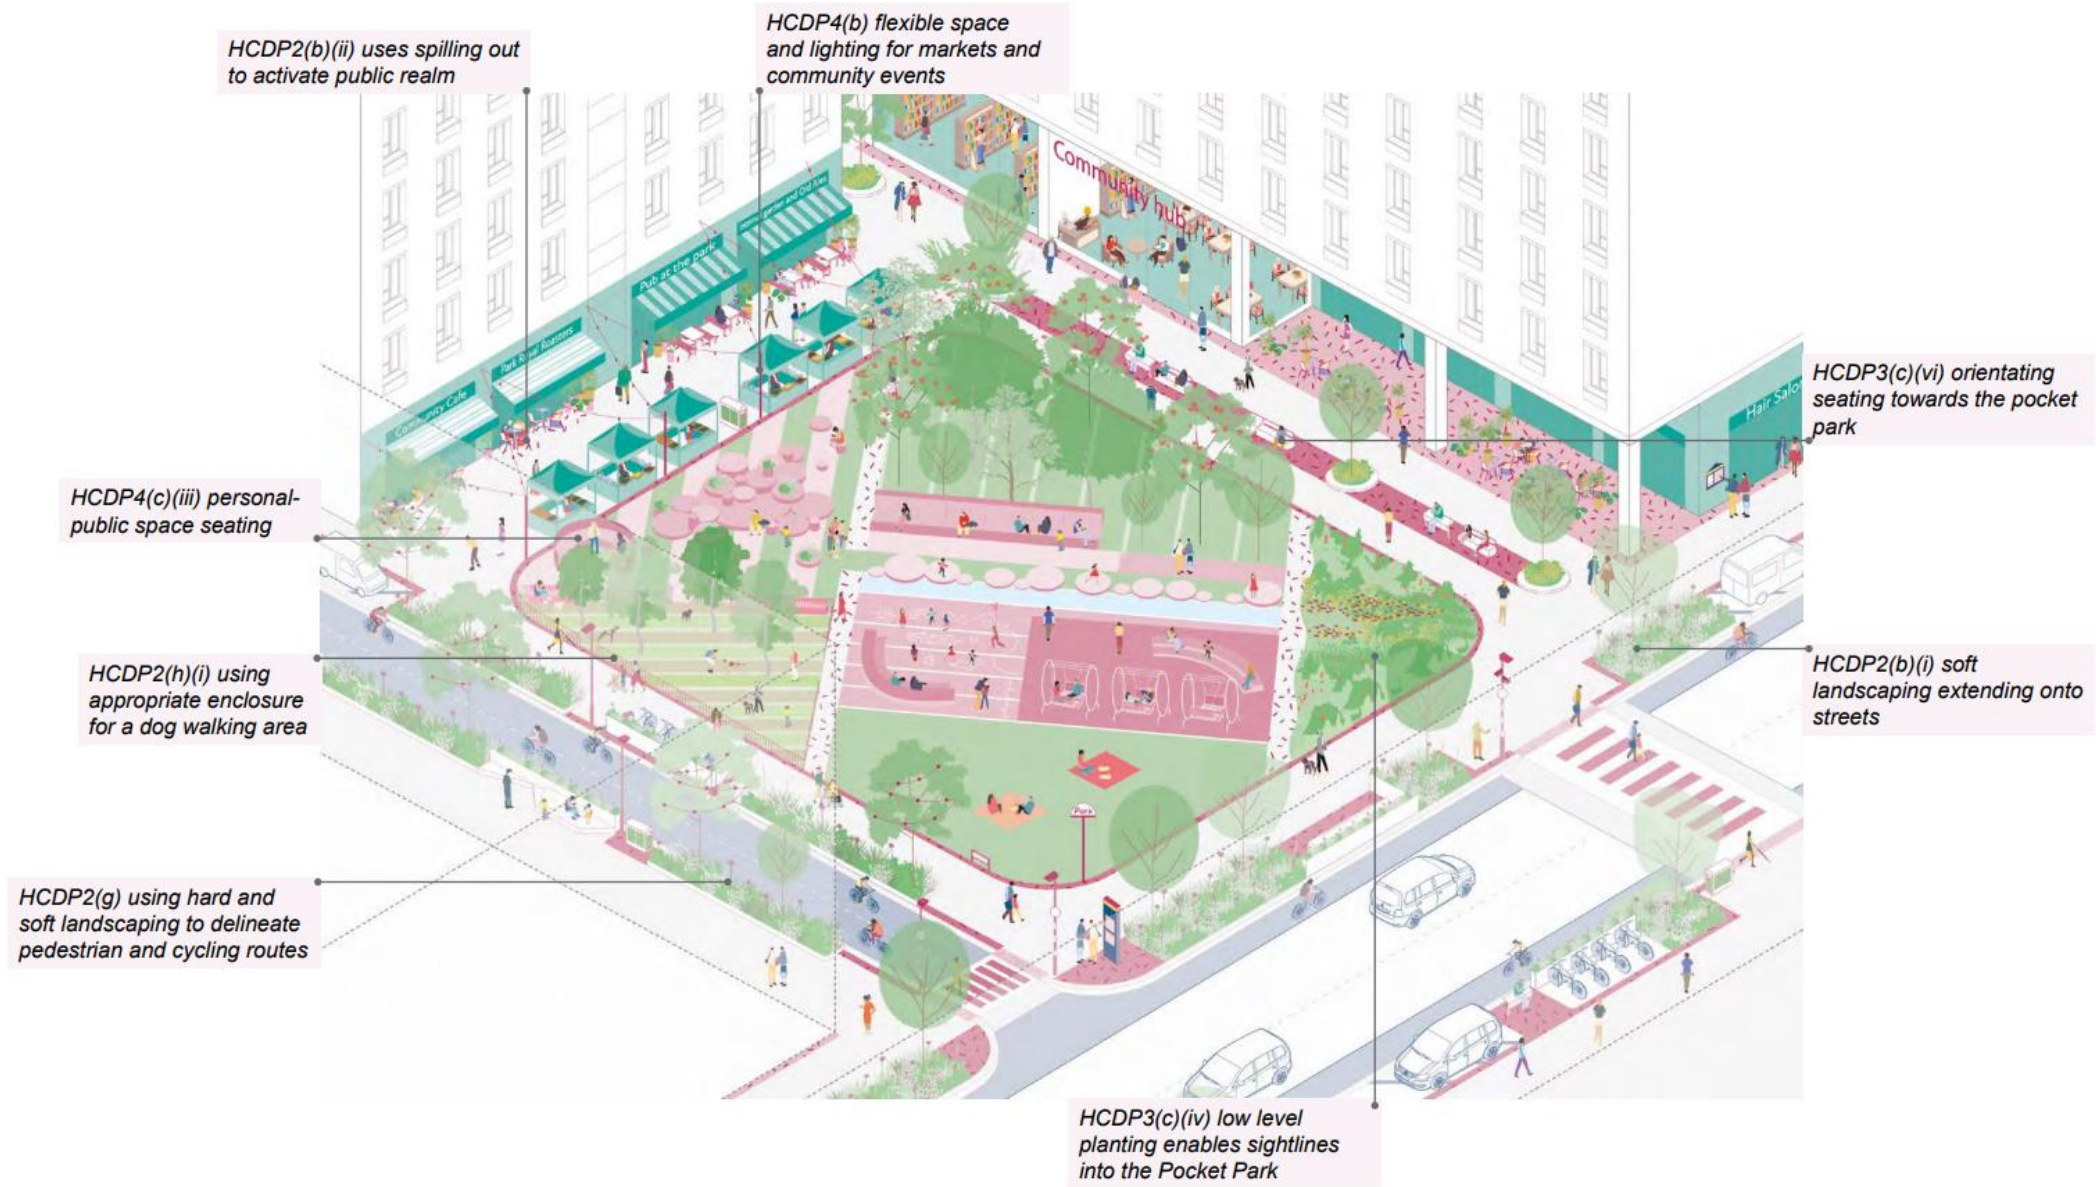 HCDP4(b) flexible space
and lighting for markets and
community events
HCDP2(b)(ii) uses spilling out
to activate public realm
Community hub
Pub at the park
Park Royal Roasters
Community Cafe
Hair Salo
HCDP3(c)(vi) orientating
seating towards the pocket
park
HCDP4(c)(iii) personal-
public space seating
HCDP2(h)(i) using
appropriate enclosure
for a dog walking area
HCDP2(b)(i) soft
landscaping extending onto
streets
Park
HCDP2(g) using hard and
soft landscaping to delineate
pedestrian and cycling routes
HCDP3(c)(iv) low level
planting enables sightlines
into the Pocket Park